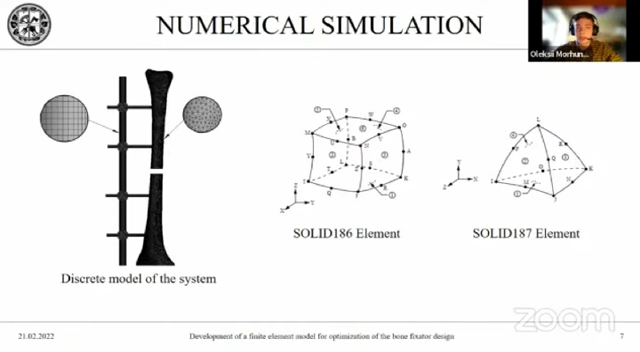 NUMERICAL SIMULATION
Oleksii Morhun...
SOLID186 Element
SOLID187 Element
Discrete model of the system
zoom
21.02.2022
Development of a finite element model for optimization of the bone fixator design
7